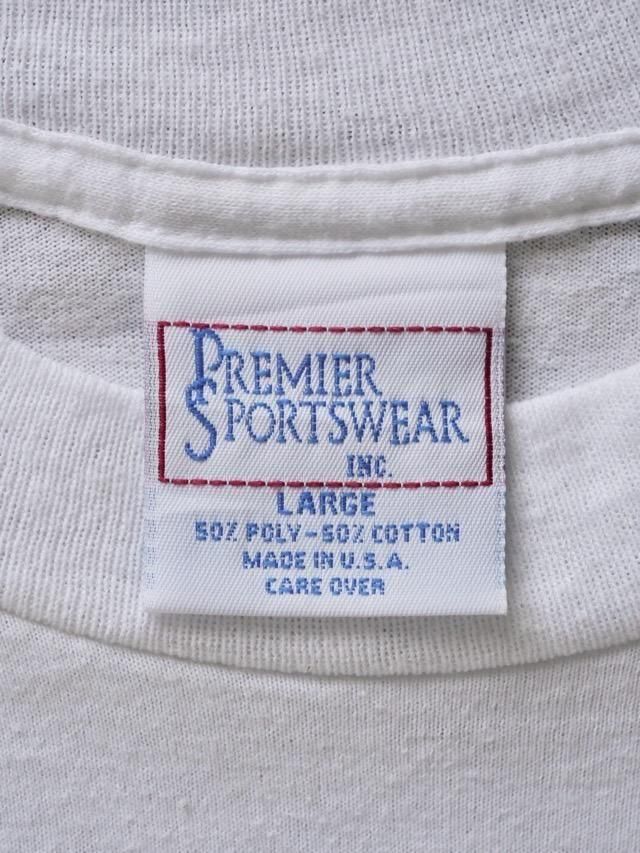 PREMIER
SPORTSWEAR
INC.
LARGE
50% POLY-50% COTTON
MADE IN U.S.A.
CARE OVER